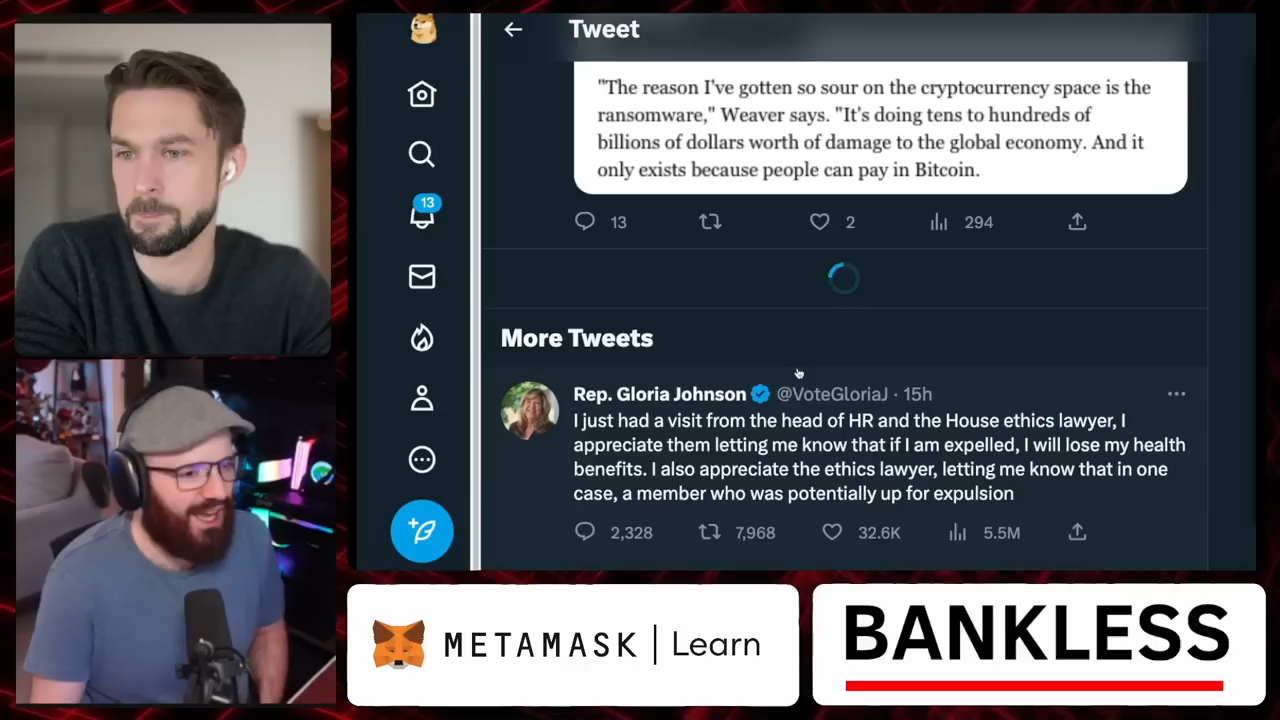 Tweet
"The reason I've gotten so sour on the cryptocurrency space is the
ransomware," Weaver says. "It's doing tens to hundreds of
billions of dollars worth of damage to the global economy. And it
only exists because people can pay in Bitcoin.
13 2 294
13
More Tweets
Rep. Gloria Johnson @VoteGloriaJ · 15h
I just had a visit from the head of HR and the House ethics lawyer, I
appreciate them letting me know that if I am expelled, I will lose my health
benefits. I also appreciate the ethics lawyer, letting me know that in one
case, a member who was potentially up for expulsion
2,328 7,968 32.6K 5.5M
METAMASK | Learn
BANKLESS